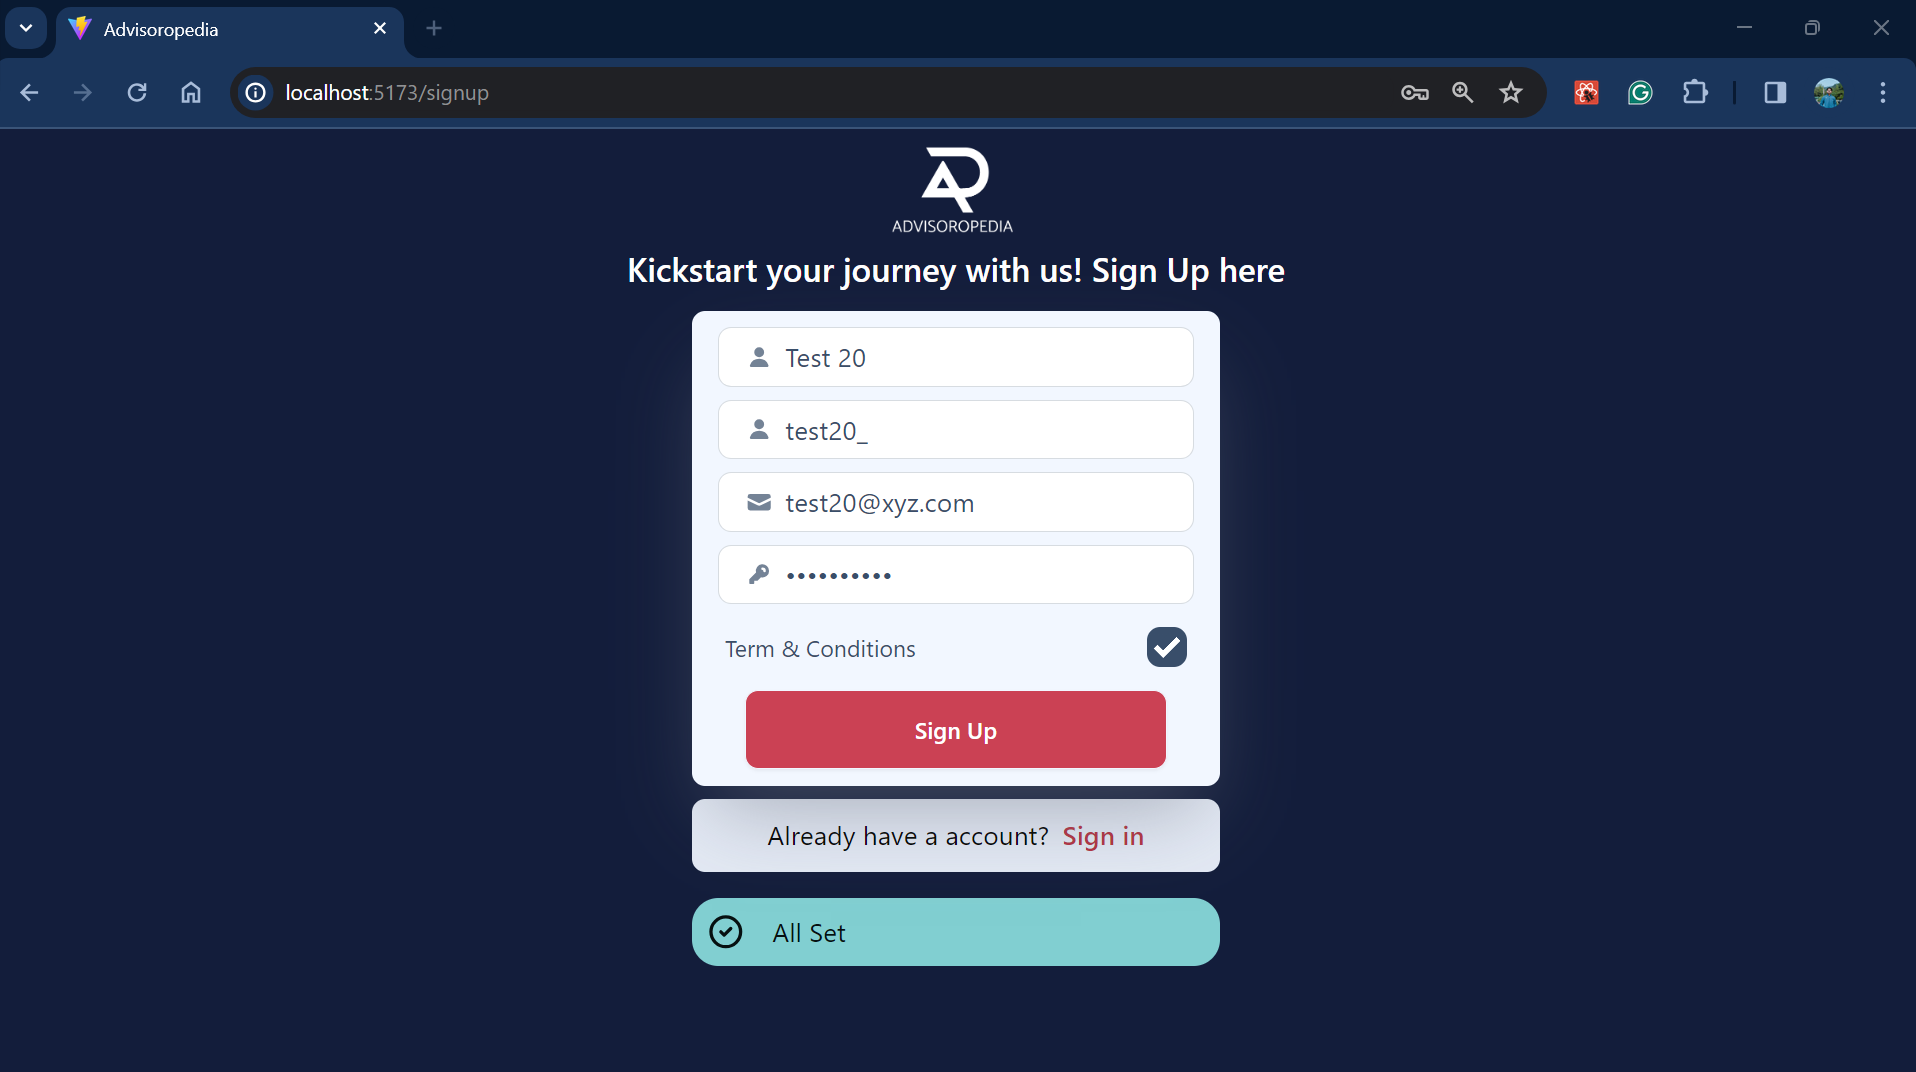 Advisoropedia
localhost:5173/signup
ADVISOROPEDIA
Kickstart your journey with us! Sign Up here
Test 20
test20_
test20@xyz.com
••••••••••
Term & Conditions
Sign Up
Already have a account? Sign in
All Set